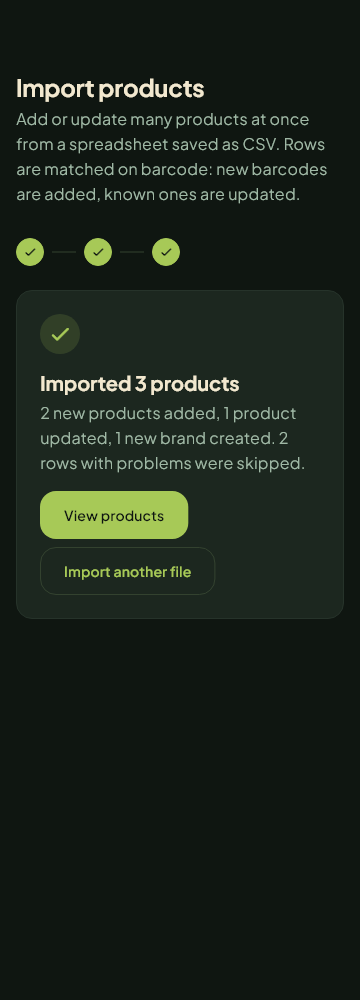 Import products
Add or update many products at once
from a spreadsheet saved as CSV. Rows
are matched on barcode: new barcodes
are added, known ones are updated.
Imported 3 products
2 new products added, 1 product
updated, 1 new brand created. 2
rows with problems were skipped.
View products
Import another file